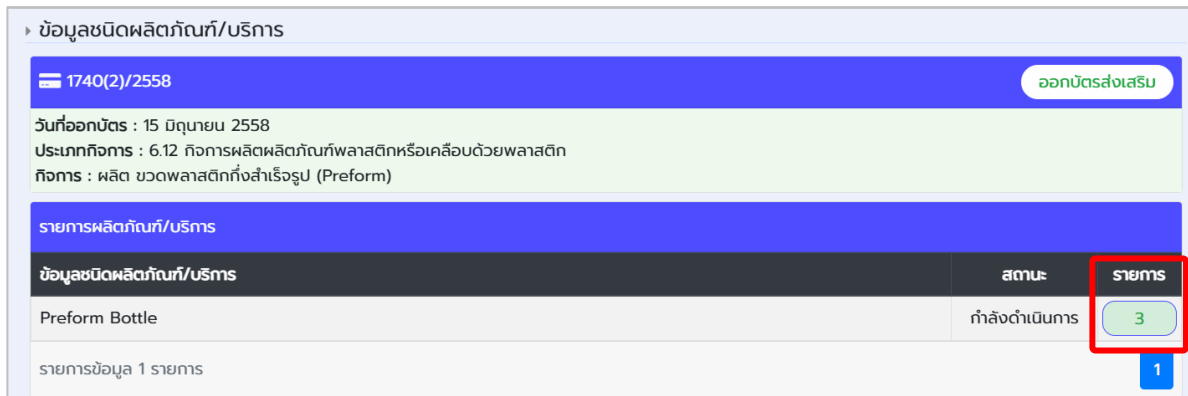 ข้อมูลชนิดผลิตภัณฑ์/บริการ
1740(2)/2558 ออกบัตรส่งเสริม
วันที่ออกบัตร : 15 มิถุนายน 2558
ประเภทกิจการ : 6.12 กิจการผลิตผลิตภัณฑ์พลาสติกหรือเคลือบด้วยพลาสติก
กิจการ : ผลิต ขวดพลาสติกกึ่งสำเร็จรูป (Preform)
รายการผลิตภัณฑ์/บริการ
ข้อมูลชนิดผลิตภัณฑ์/บริการ สถานะ รายการ
Preform Bottle กำลังดำเนินการ 3
รายการข้อมูล 1 รายการ 1